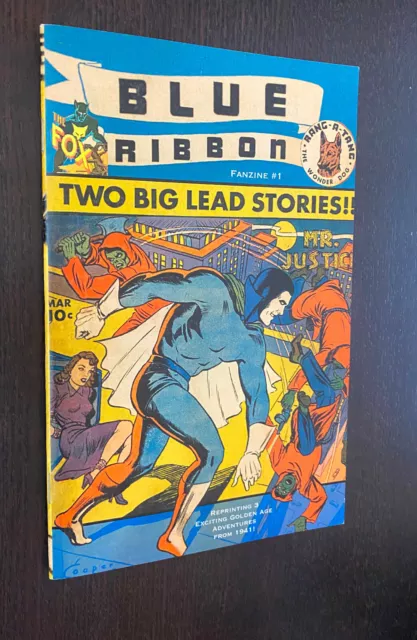 BLUE
RIBBON
THE
FOX
FANZINE #1
RANG-A-TANG
THE WONDER DOG
TWO BIG LEAD STORIES!!
MR.
JUSTIC
MAR
10¢
REPRINTING 3
EXCITING GOLDEN AGE
ADVENTURES
FROM 1941!
Cooper